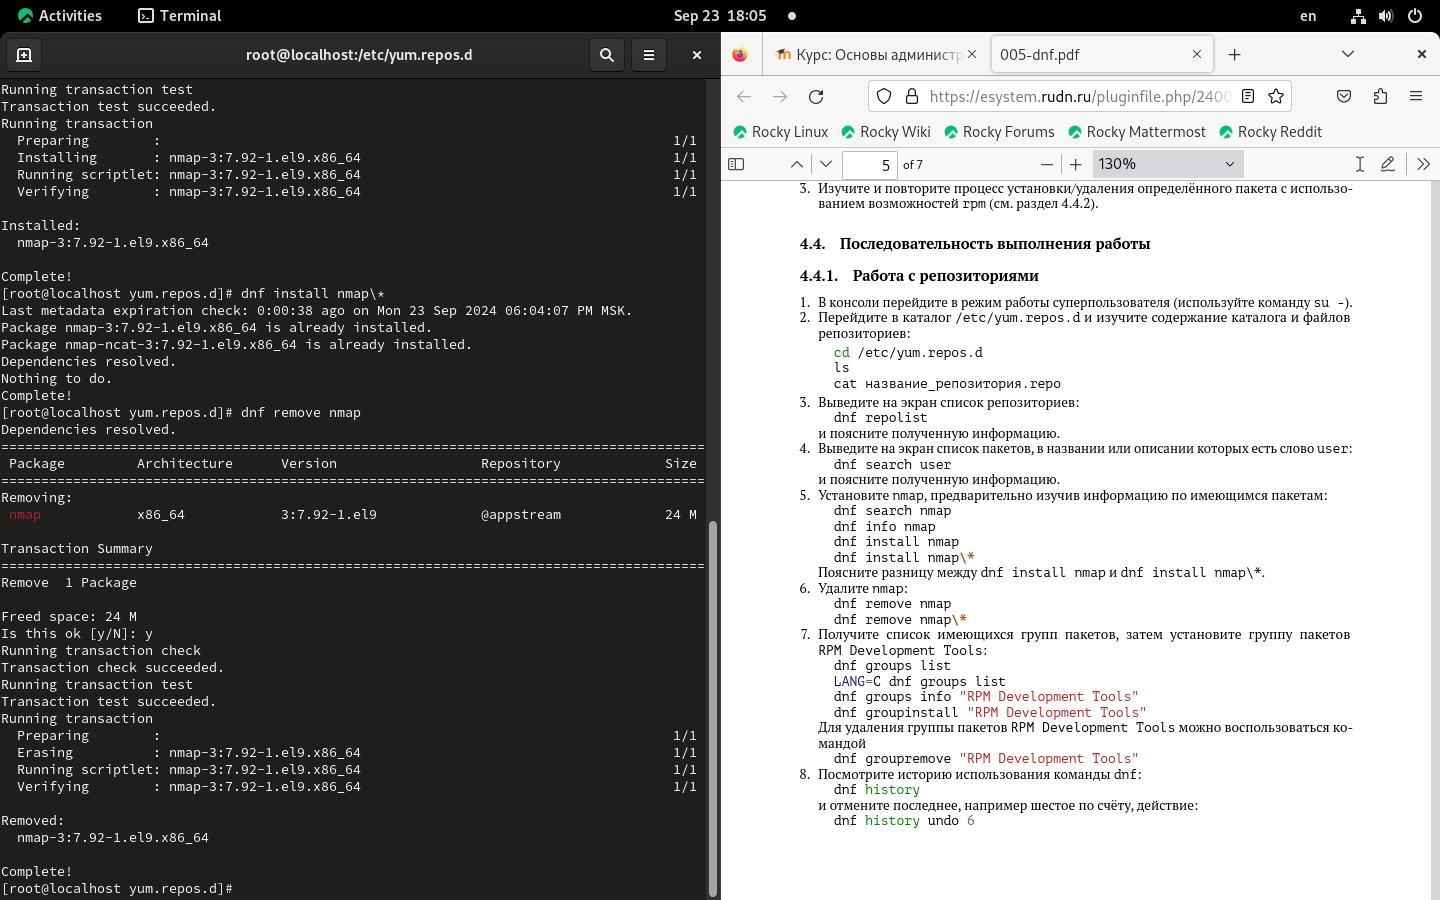 Activities Terminal Sep 23 18:05 en
root@localhost:/etc/yum.repos.d
Running transaction test
Transaction test succeeded.
Running transaction
Preparing : 1/1
Installing : nmap-3:7.92-1.el9.x86_64 1/1
Running scriptlet: nmap-3:7.92-1.el9.x86_64 1/1
Verifying : nmap-3:7.92-1.el9.x86_64 1/1
Installed:
nmap-3:7.92-1.el9.x86_64
Complete!
[root@localhost yum.repos.d]# dnf install nmap\*
Last metadata expiration check: 0:00:38 ago on Mon 23 Sep 2024 06:04:07 PM MSK.
Package nmap-3:7.92-1.el9.x86_64 is already installed.
Package nmap-ncat-3:7.92-1.el9.x86_64 is already installed.
Dependencies resolved.
Nothing to do.
Complete!
[root@localhost yum.repos.d]# dnf remove nmap
Dependencies resolved.
================================================================================
Package Architecture Version Repository Size
================================================================================
Removing:
nmap x86_64 3:7.92-1.el9 @appstream 24 M
Transaction Summary
================================================================================
Remove  1 Package
Freed space: 24 M
Is this ok [y/N]: y
Running transaction check
Transaction check succeeded.
Running transaction test
Transaction test succeeded.
Running transaction
Preparing : 1/1
Erasing : nmap-3:7.92-1.el9.x86_64 1/1
Running scriptlet: nmap-3:7.92-1.el9.x86_64 1/1
Verifying : nmap-3:7.92-1.el9.x86_64 1/1
Removed:
nmap-3:7.92-1.el9.x86_64
Complete!
[root@localhost yum.repos.d]#
Курс: Основы администр 005-dnf.pdf
https://esystem.rudn.ru/pluginfile.php/2400
Rocky Linux Rocky Wiki Rocky Forums Rocky Mattermost Rocky Reddit
5 of 7 130%
3. Изучите и повторите процесс установки/удаления определённого пакета с использо-
ванием возможностей rpm (см. раздел 4.4.2).
4.4. Последовательность выполнения работы
4.4.1. Работа с репозиториями
1. В консоли перейдите в режим работы суперпользователя (используйте команду su -).
2. Перейдите в каталог /etc/yum.repos.d и изучите содержание каталога и файлов
репозиториев:
cd /etc/yum.repos.d
ls
cat название_репозитория.repo
3. Выведите на экран список репозиториев:
dnf repolist
и поясните полученную информацию.
4. Выведите на экран список пакетов, в названии или описании которых есть слово user:
dnf search user
и поясните полученную информацию.
5. Установите nmap, предварительно изучив информацию по имеющимся пакетам:
dnf search nmap
dnf info nmap
dnf install nmap
dnf install nmap\*
Поясните разницу между dnf install nmap и dnf install nmap\*.
6. Удалите nmap:
dnf remove nmap
dnf remove nmap\*
7. Получите список имеющихся групп пакетов, затем установите группу пакетов
RPM Development Tools:
dnf groups list
LANG=C dnf groups list
dnf groups info "RPM Development Tools"
dnf groupinstall "RPM Development Tools"
Для удаления группы пакетов RPM Development Tools можно воспользоваться ко-
мандой
dnf groupremove "RPM Development Tools"
8. Посмотрите историю использования команды dnf:
dnf history
и отмените последнее, например шестое по счёту, действие:
dnf history undo 6